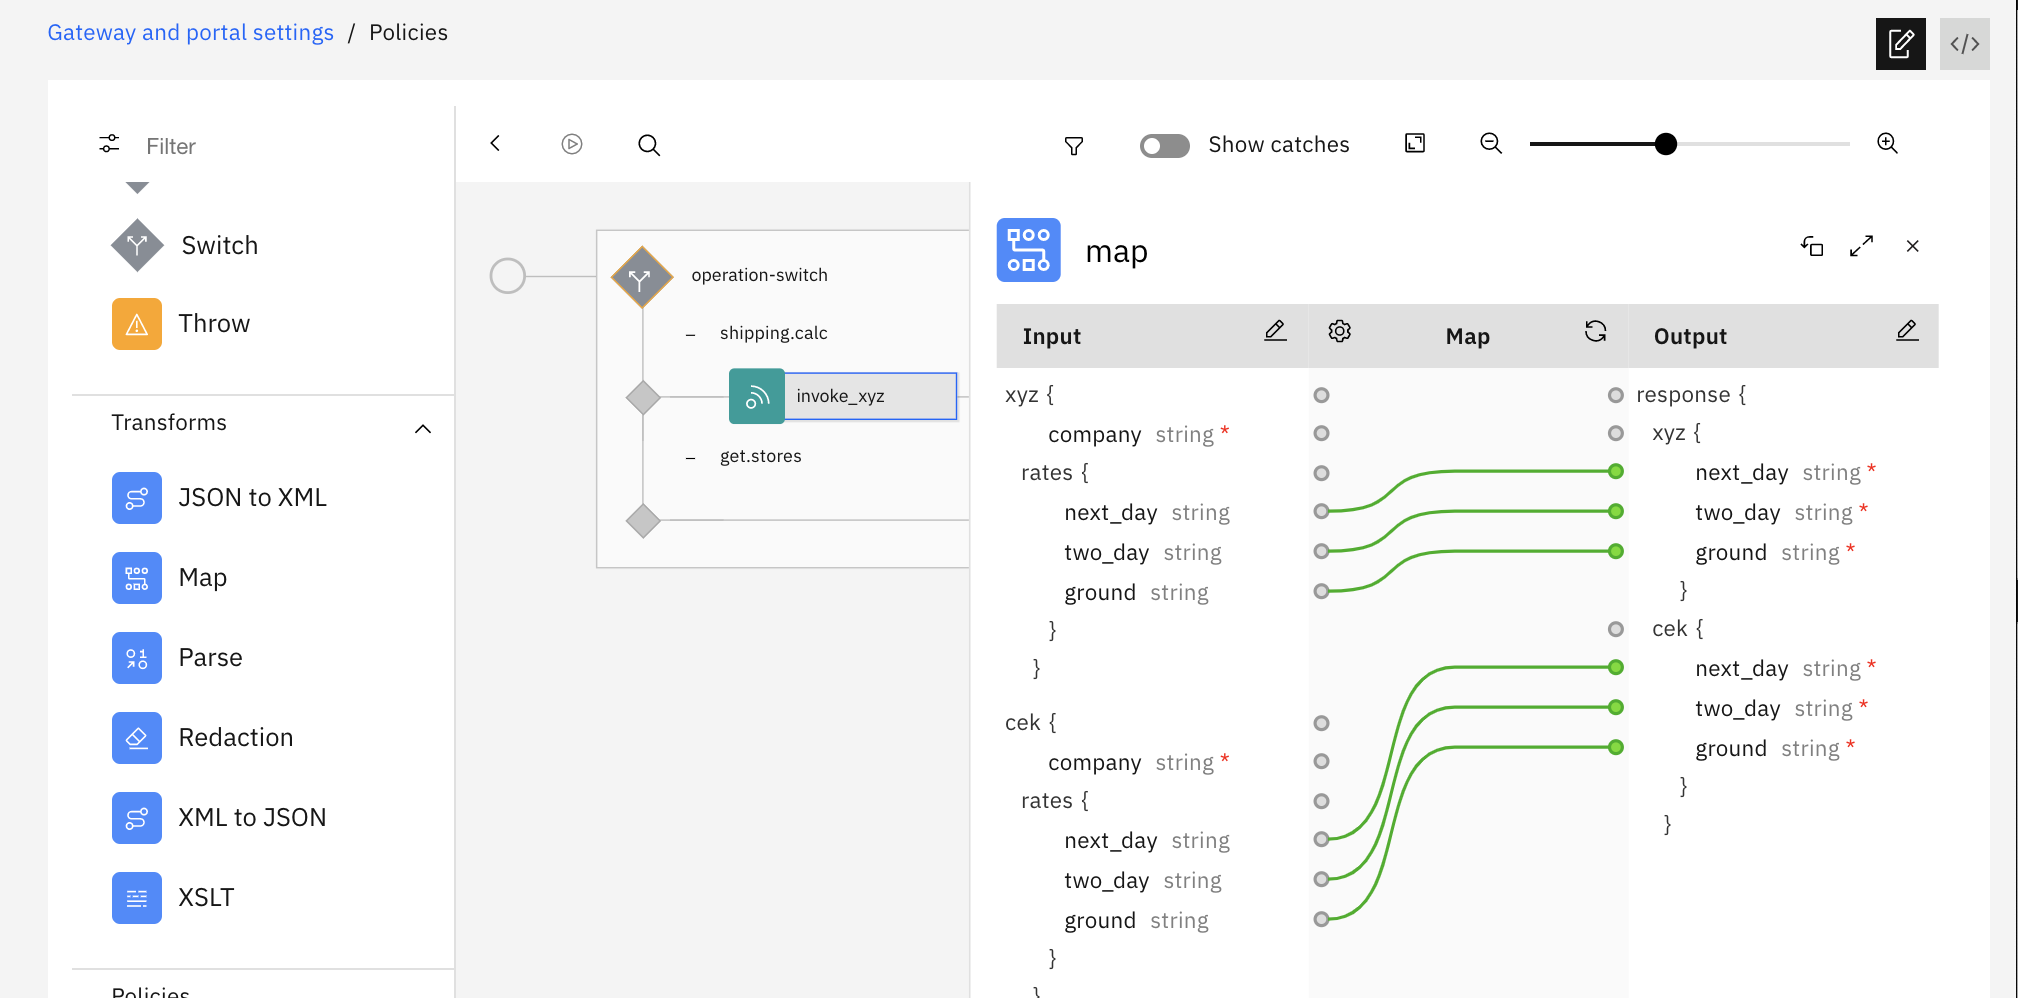 Gateway and portal settings / Policies
</>
Filter
Switch
Throw
Transforms
JSON to XML
Map
Parse
Redaction
XML to JSON
XSLT
Policies
Show catches
operation-switch
– shipping.calc
invoke_xyz
– get.stores
map
Input
Map
Output
xyz {
company string *
rates {
next_day string
two_day string
ground string
}
}
cek {
company string *
rates {
next_day string
two_day string
ground string
}
}
response {
xyz {
next_day string *
two_day string *
ground string *
}
cek {
next_day string *
two_day string *
ground string *
}
}